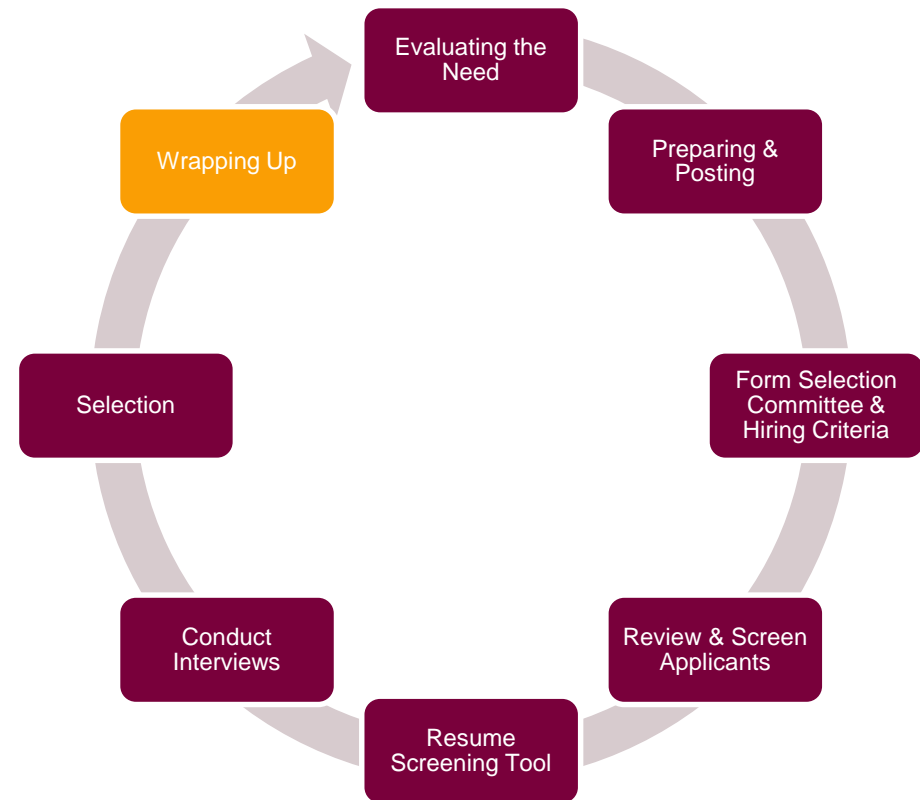 Evaluating the
Need
Preparing &
Posting
Form Selection
Committee &
Hiring Criteria
Review & Screen
Applicants
Resume
Screening Tool
Conduct
Interviews
Selection
Wrapping Up